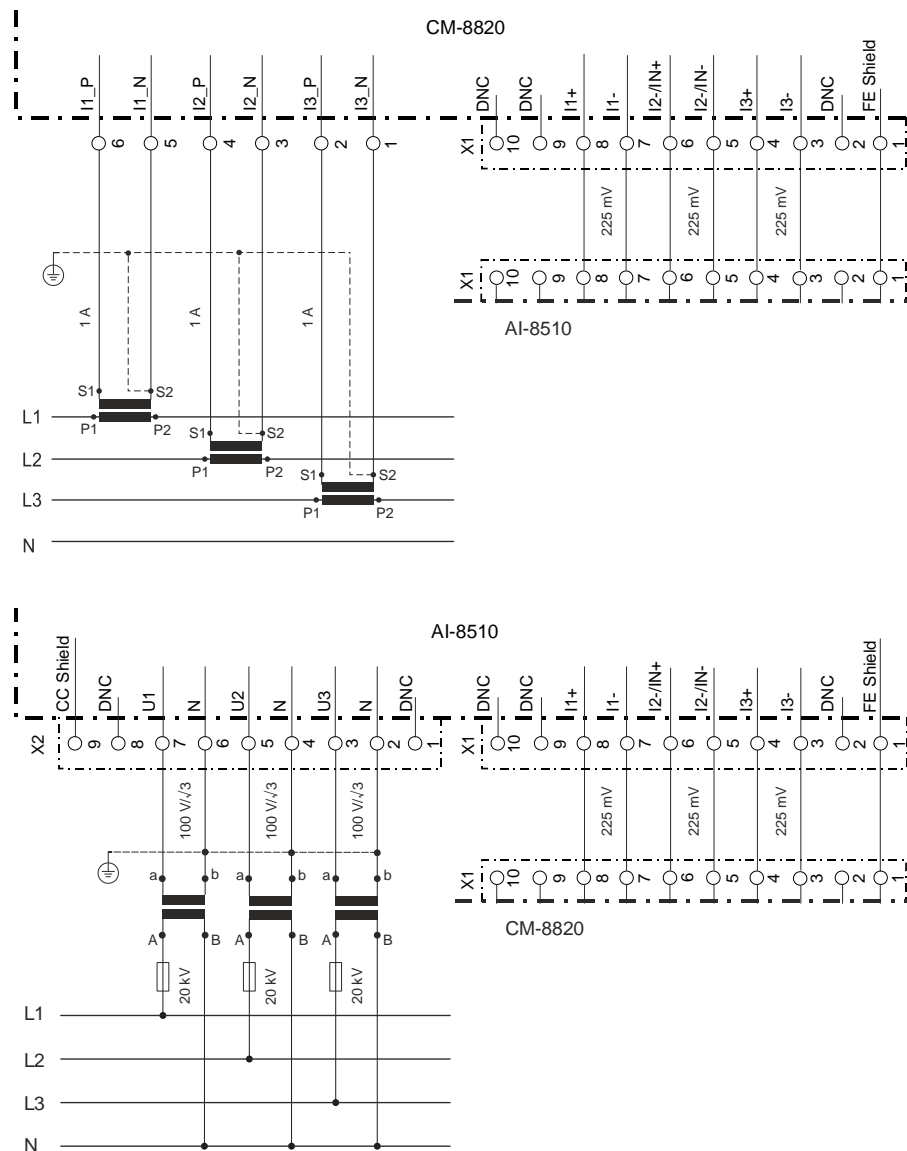 CM-8820
I1_P
I1_N
I2_P
I2_N
I3_P
I3_N
6
5
4
3
2
1
DNC
DNC
I1+
I1-
I2-/IN+
I2-/IN-
I3+
I3-
DNC
FE Shield
X1
10
9
8
7
6
5
4
3
2
1
225 mV
225 mV
225 mV
X1
10
9
8
7
6
5
4
3
2
1
AI-8510
1 A
1 A
1 A
S1
S2
L1
P1
P2
S1
S2
L2
P1
P2
S1
S2
L3
P1
P2
N
AI-8510
CC Shield
DNC
U1
N
U2
N
U3
N
DNC
X2
9
8
7
6
5
4
3
2
1
DNC
DNC
I1+
I1-
I2-/IN+
I2-/IN-
I3+
I3-
DNC
FE Shield
X1
10
9
8
7
6
5
4
3
2
1
100 V/√3
100 V/√3
100 V/√3
225 mV
225 mV
225 mV
a
b
a
b
a
b
X1
10
9
8
7
6
5
4
3
2
1
CM-8820
A
B
A
B
A
B
20 kV
20 kV
20 kV
L1
L2
L3
N